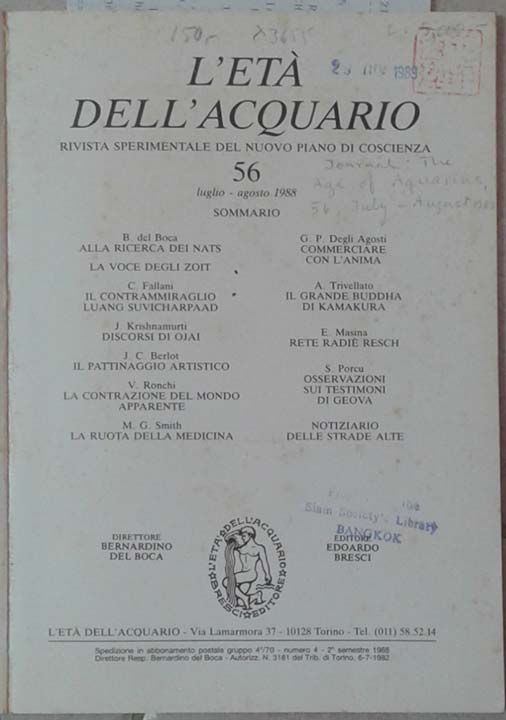 L'ETÀ
DELL'ACQUARIO
RIVISTA SPERIMENTALE DEL NUOVO PIANO DI COSCIENZA
56
luglio - agosto 1988
SOMMARIO
Journal: The
Age of Aquarius,
56, July - August
1989
B. del Boca
ALLA RICERCA DEI NATS
LA VOCE DEGLI ZOIT
C. Fallani
IL CONTRAMMIRAGLIO
LUANG SUVICHARPAAD
J. Krishnamurti
DISCORSI DI OJAI
J. C. Berlot
IL PATTINAGGIO ARTISTICO
V. Ronchi
LA CONTRAZIONE DEL MONDO
APPARENTE
M. G. Smith
LA RUOTA DELLA MEDICINA
G. P. Degli Agosti
COMMERCIARE
CON L'ANIMA
A. Trivellato
IL GRANDE BUDDHA
DI KAMAKURA
E. Masina
RETE RADIÈ RESCH
S. Porcu
OSSERVAZIONI
SUI TESTIMONI
DI GEOVA
NOTIZIARIO
DELLE STRADE ALTE
Siam Society's Library
BANGKOK
DIRETTORE
BERNARDINO
DEL BOCA
L'ETÀ DELL'ACQUARIO
BRESCI EDITORE
EDITORE
EDOARDO
BRESCI
L'ETÀ DELL'ACQUARIO - Via Lamarmora 37 - 10128 Torino - Tel. (011) 58.52.14
Spedizione in abbonamento postale gruppo 4°/70 - numero 4 - 2° semestre 1988
Direttore Resp. Bernardino del Boca - Autorizz. N. 3161 del Trib. di Torino, 6-7-1982